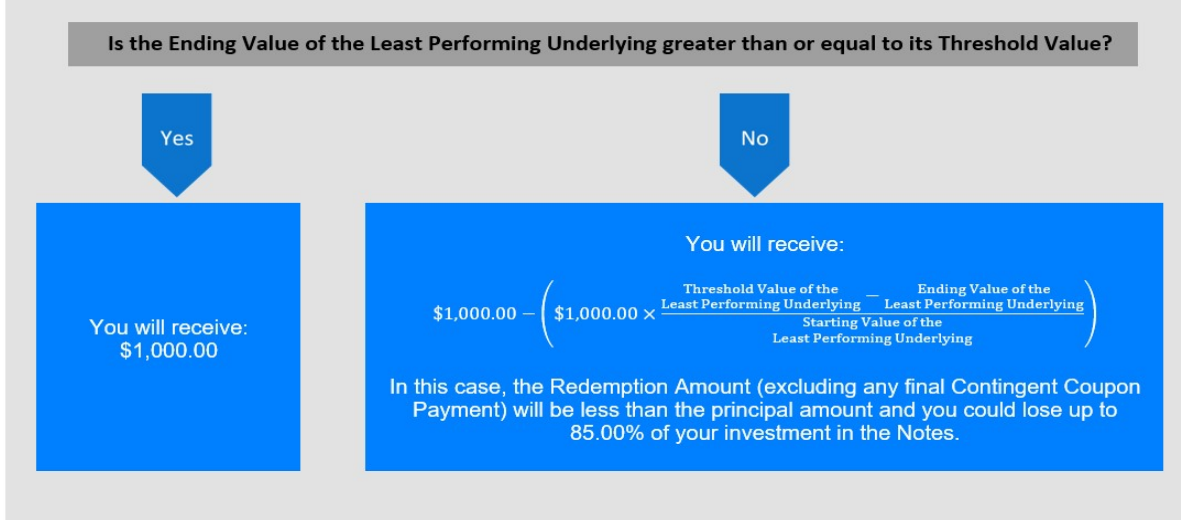 Is the Ending Value of the Least Performing Underlying greater than or equal to its Threshold Value?
Yes
No
You will receive:
$1,000.00
You will receive:
$1,000.00 − ( $1,000.00 × (Threshold Value of the Least Performing Underlying − Ending Value of the Least Performing Underlying) / Starting Value of the Least Performing Underlying )
In this case, the Redemption Amount (excluding any final Contingent Coupon
Payment) will be less than the principal amount and you could lose up to
85.00% of your investment in the Notes.